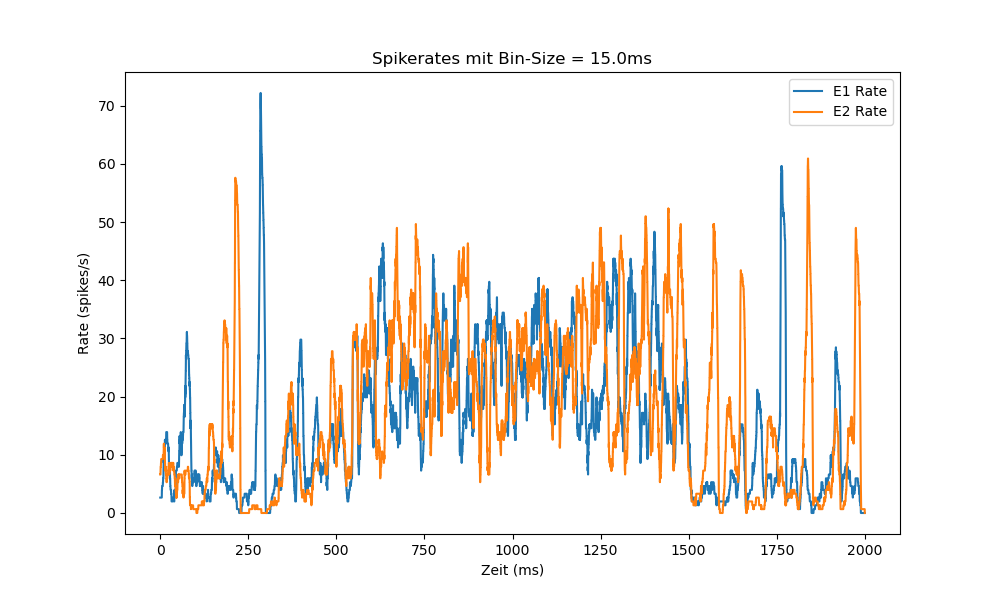 Spikerates mit Bin-Size = 15.0ms
E1 Rate
E2 Rate
Rate (spikes/s)
70
60
50
40
30
20
10
0
0 250 500 750 1000 1250 1500 1750 2000
Zeit (ms)